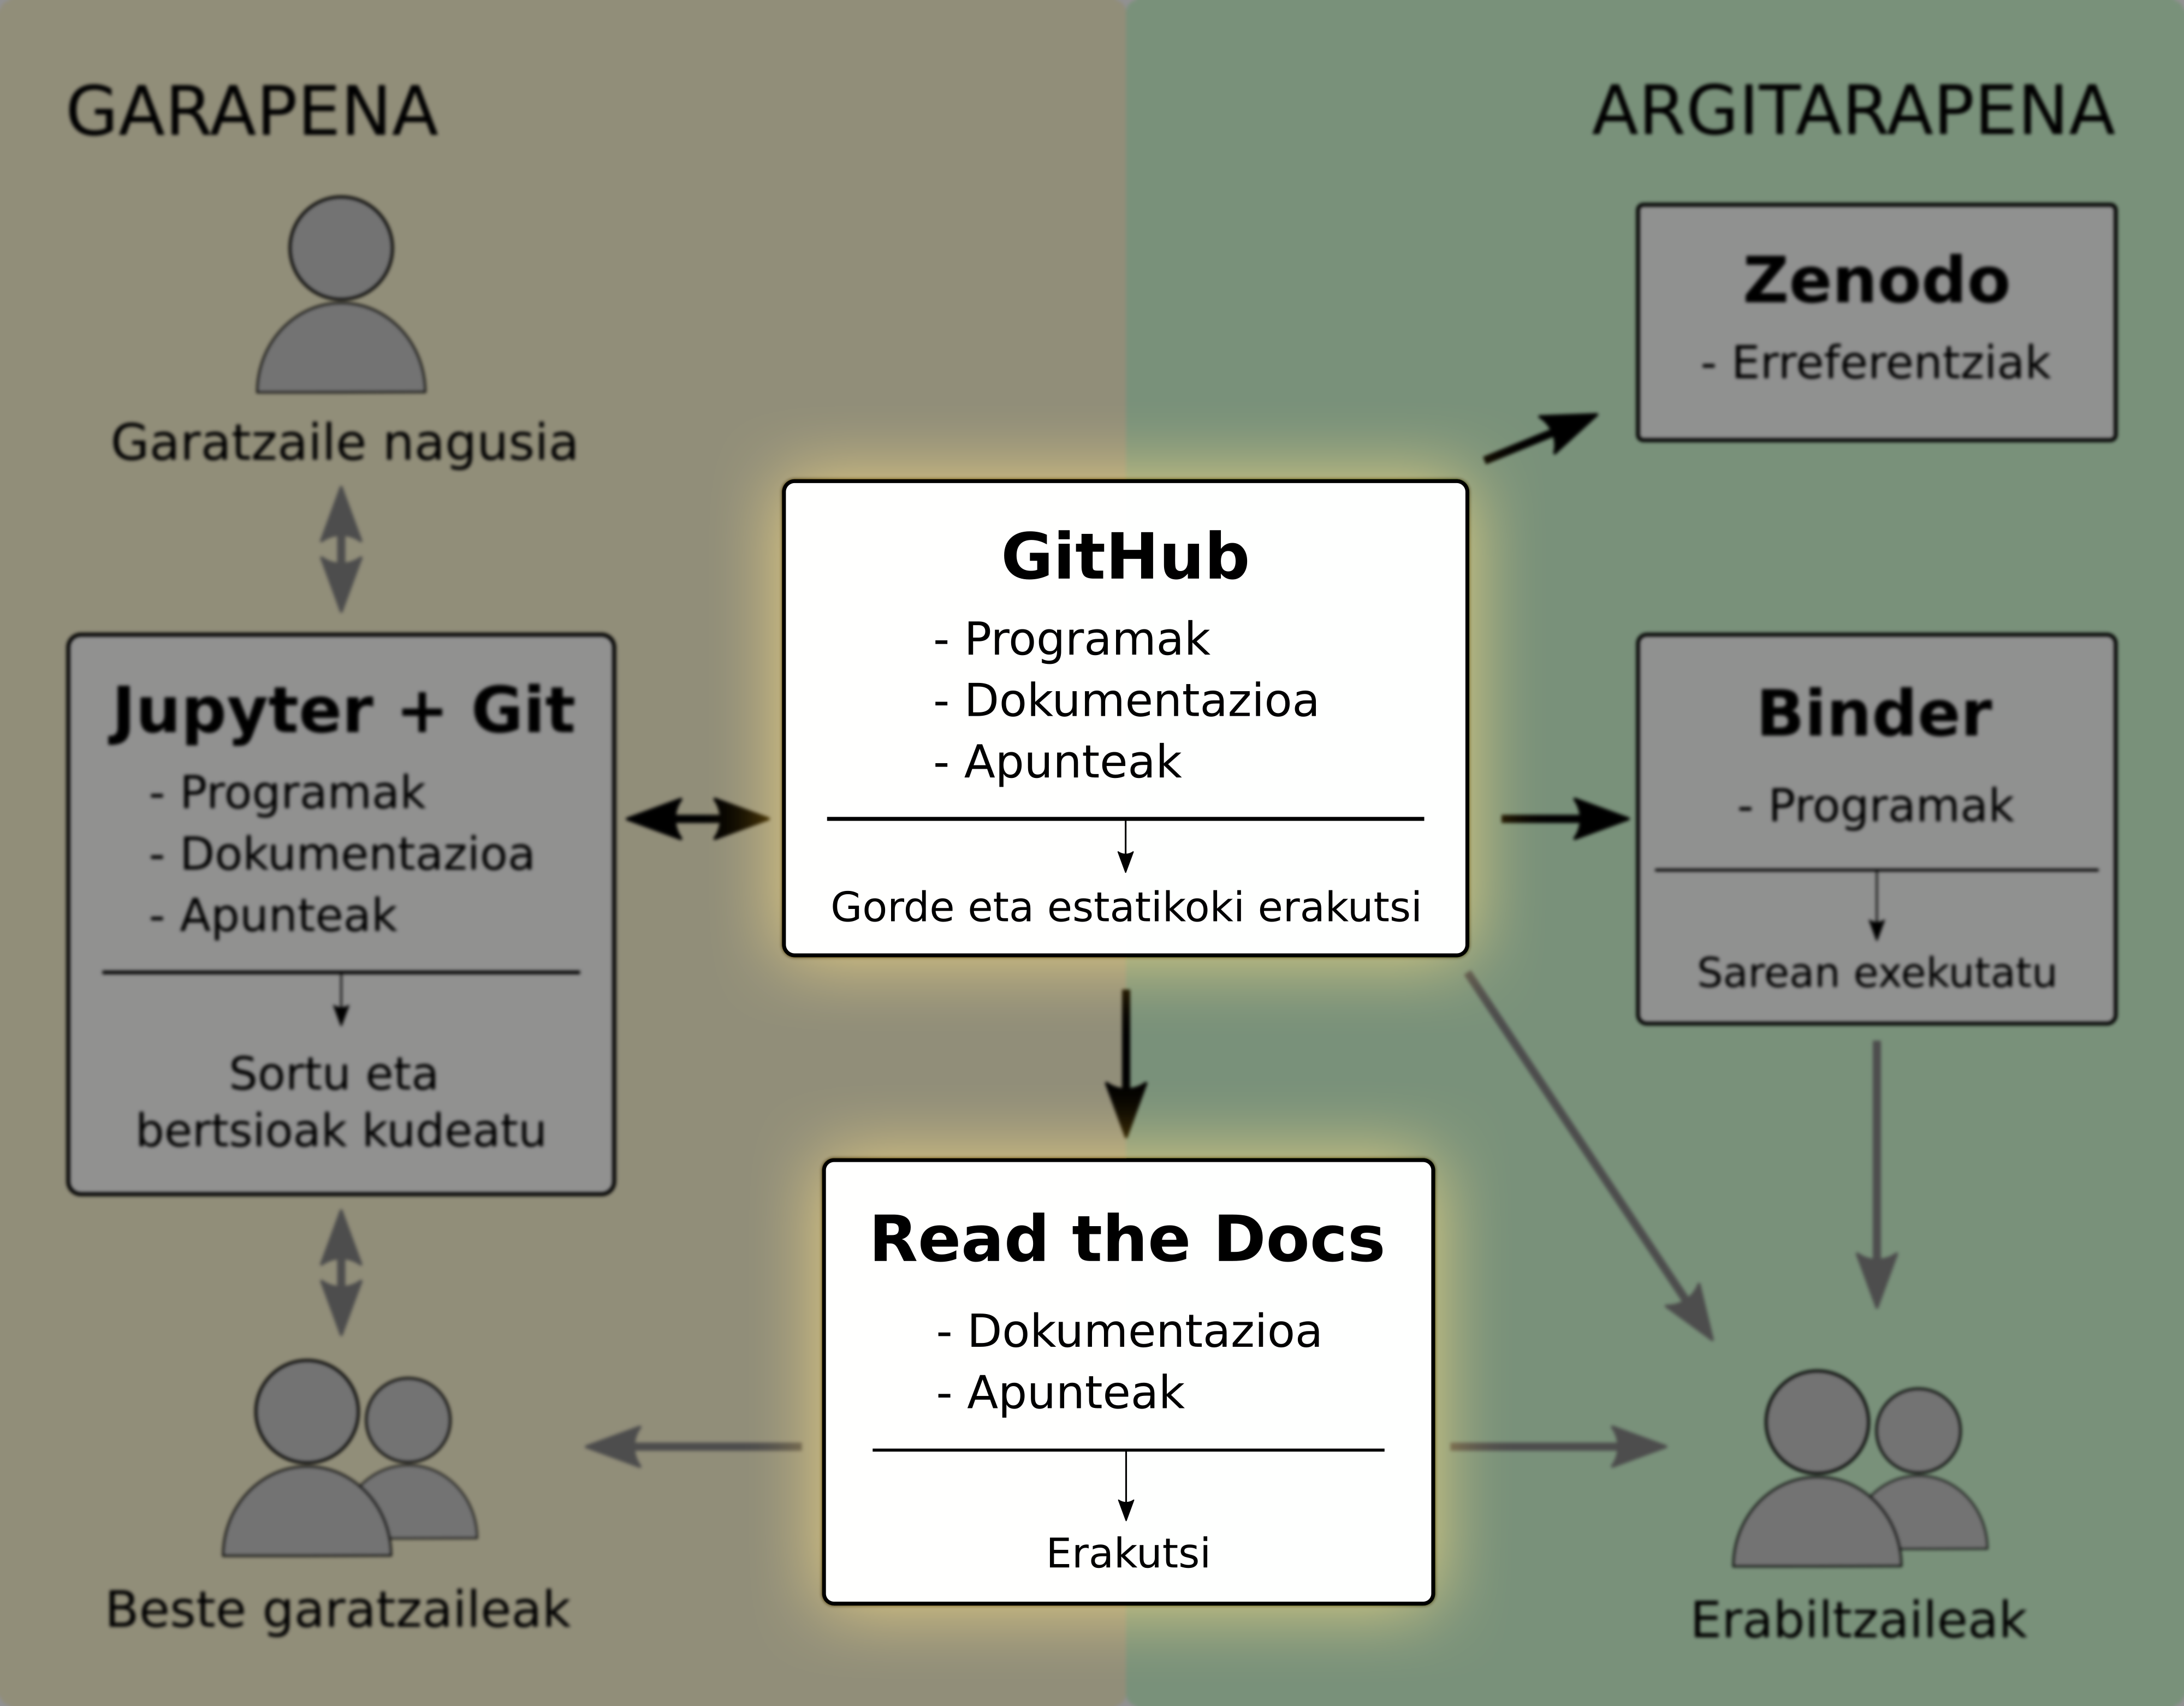 GARAPENA
ARGITARAPENA
Garatzaile nagusia
Jupyter + Git
- Programak
- Dokumentazioa
- Apunteak
Sortu eta
bertsioak kudeatu
Beste garatzaileak
GitHub
- Programak
- Dokumentazioa
- Apunteak
Gorde eta estatikoki erakutsi
Read the Docs
- Dokumentazioa
- Apunteak
Erakutsi
Zenodo
- Erreferentziak
Binder
- Programak
Sarean exekutatu
Erabiltzaileak